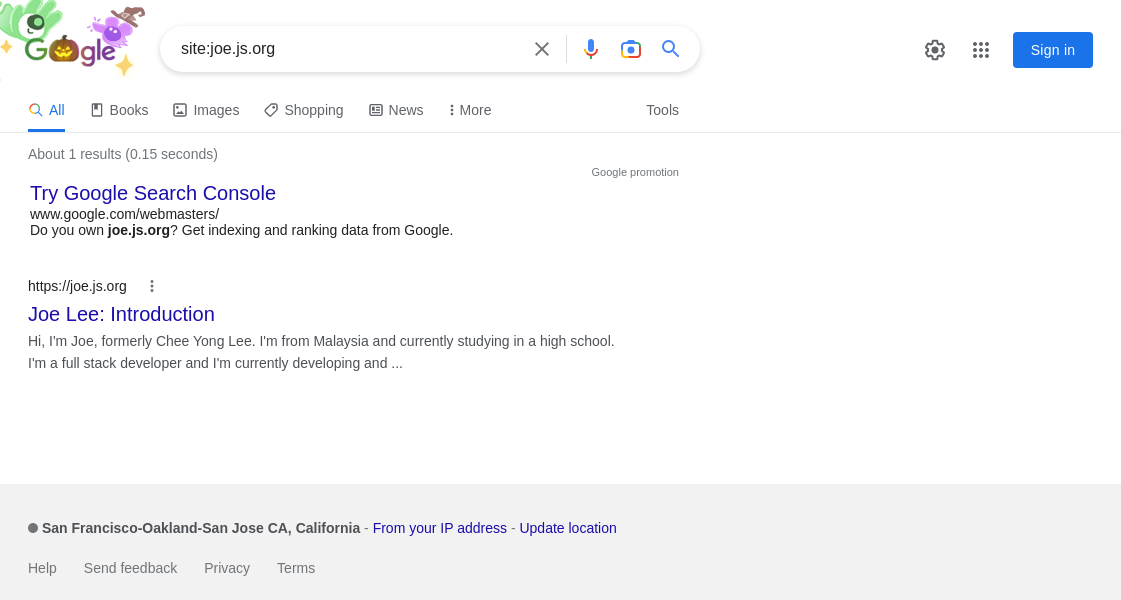 Google
site:joe.js.org
Sign in
All
Books
Images
Shopping
News
More
Tools
About 1 results (0.15 seconds)
Google promotion
Try Google Search Console
www.google.com/webmasters/
Do you own joe.js.org? Get indexing and ranking data from Google.
https://joe.js.org
Joe Lee: Introduction
Hi, I'm Joe, formerly Chee Yong Lee. I'm from Malaysia and currently studying in a high school.
I'm a full stack developer and I'm currently developing and ...
San Francisco-Oakland-San Jose CA, California - From your IP address - Update location
Help
Send feedback
Privacy
Terms